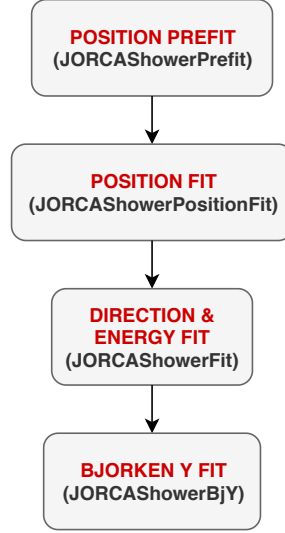 POSITION PREFIT
(JORCAShowerPrefit)
POSITION FIT
(JORCAShowerPositionFit)
DIRECTION &
ENERGY FIT
(JORCAShowerFit)
BJORKEN Y FIT
(JORCAShowerBjY)